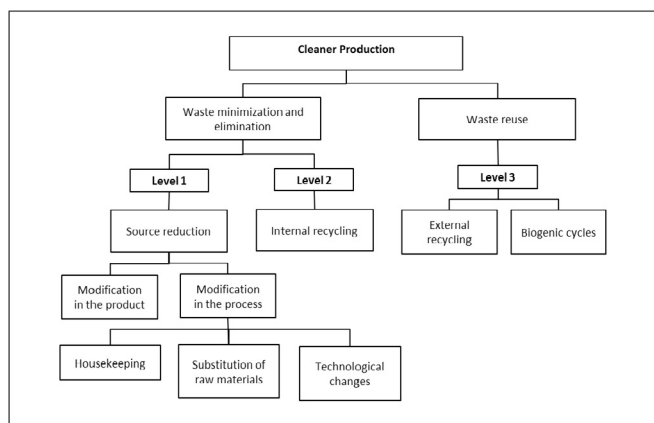 Cleaner Production
Waste minimization and
elimination
Waste reuse
Level 1
Level 2
Level 3
Source reduction
Internal recycling
External
recycling
Biogenic cycles
Modification
in the product
Modification
in the process
Housekeeping
Substitution of
raw materials
Technological
changes